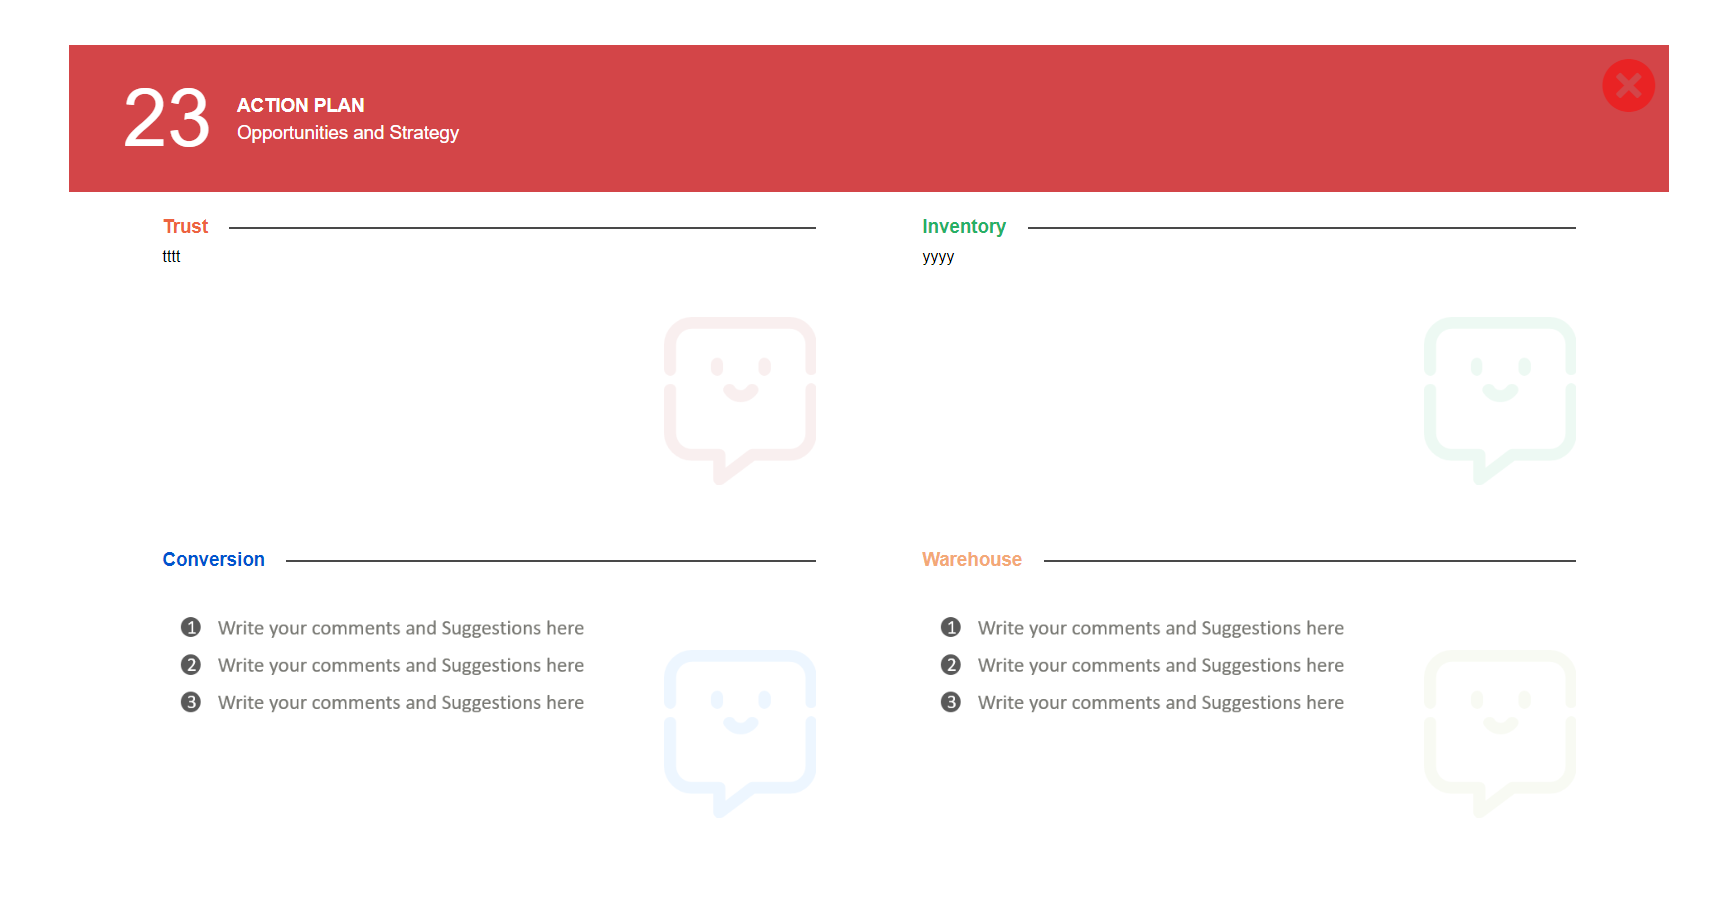 23
ACTION PLAN
Opportunities and Strategy
Trust
tttt
Inventory
yyyy
Conversion
1 Write your comments and Suggestions here
2 Write your comments and Suggestions here
3 Write your comments and Suggestions here
Warehouse
1 Write your comments and Suggestions here
2 Write your comments and Suggestions here
3 Write your comments and Suggestions here